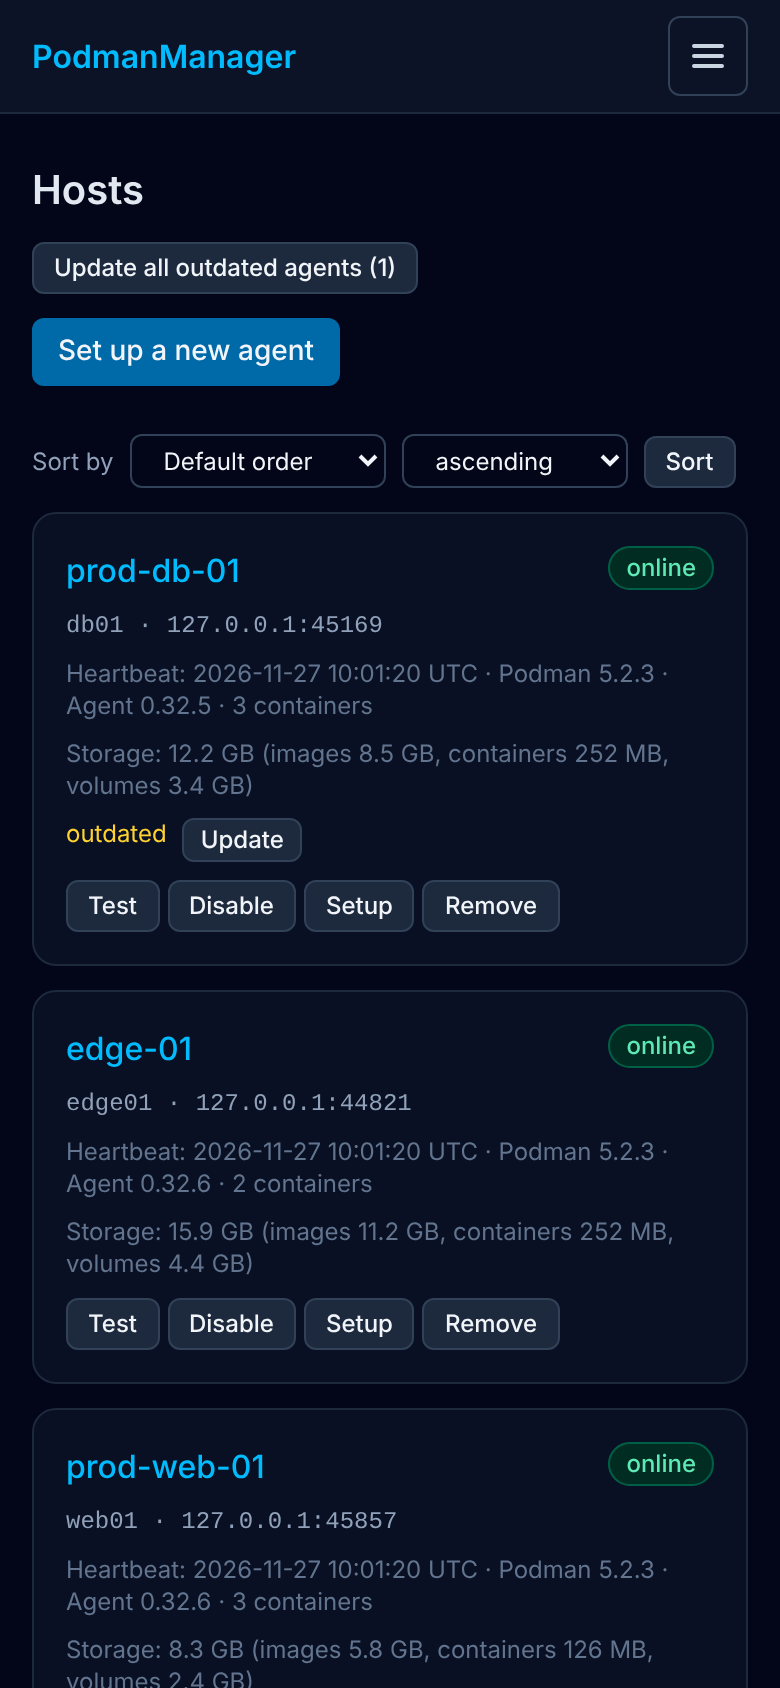 PodmanManager
Hosts
Update all outdated agents (1)
Set up a new agent
Sort by Default order ascending Sort
prod-db-01 online
db01 · 127.0.0.1:45169
Heartbeat: 2026-11-27 10:01:20 UTC · Podman 5.2.3 ·
Agent 0.32.5 · 3 containers
Storage: 12.2 GB (images 8.5 GB, containers 252 MB,
volumes 3.4 GB)
outdated Update
Test Disable Setup Remove
edge-01 online
edge01 · 127.0.0.1:44821
Heartbeat: 2026-11-27 10:01:20 UTC · Podman 5.2.3 ·
Agent 0.32.6 · 2 containers
Storage: 15.9 GB (images 11.2 GB, containers 252 MB,
volumes 4.4 GB)
Test Disable Setup Remove
prod-web-01 online
web01 · 127.0.0.1:45857
Heartbeat: 2026-11-27 10:01:20 UTC · Podman 5.2.3 ·
Agent 0.32.6 · 3 containers
Storage: 8.3 GB (images 5.8 GB, containers 126 MB,
volumes 2.4 GB)